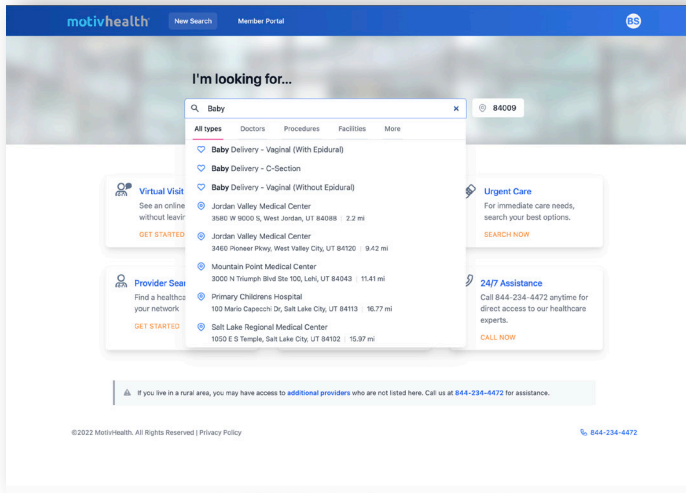 motivhealth
New Search
Member Portal
BS
I'm looking for...
Baby
84009
All types
Doctors
Procedures
Facilities
More
Baby Delivery - Vaginal (With Epidural)
Baby Delivery - C-Section
Baby Delivery - Vaginal (Without Epidural)
Jordan Valley Medical Center
3580 W 9000 S, West Jordan, UT 84088 | 2.2 mi
Jordan Valley Medical Center
3460 Pioneer Pkwy, West Valley City, UT 84120 | 9.42 mi
Mountain Point Medical Center
3000 N Triumph Blvd Ste 100, Lehi, UT 84043 | 11.41 mi
Primary Childrens Hospital
100 Mario Capecchi Dr, Salt Lake City, UT 84113 | 16.77 mi
Salt Lake Regional Medical Center
1050 E S Temple, Salt Lake City, UT 84102 | 15.97 mi
Virtual Visit
See an online
without
GET STARTED
Urgent Care
For immediate care needs,
search your best options.
SEARCH NOW
Provider
Find a
your network
GET STARTED
24/7 Assistance
Call 844-234-4472 anytime for
direct access to our healthcare
experts.
CALL NOW
If you live in a rural area, you may have access to additional providers who are not listed here. Call us at 844-234-4472 for assistance.
©2022 MotivHealth. All Rights Reserved | Privacy Policy
844-234-4472